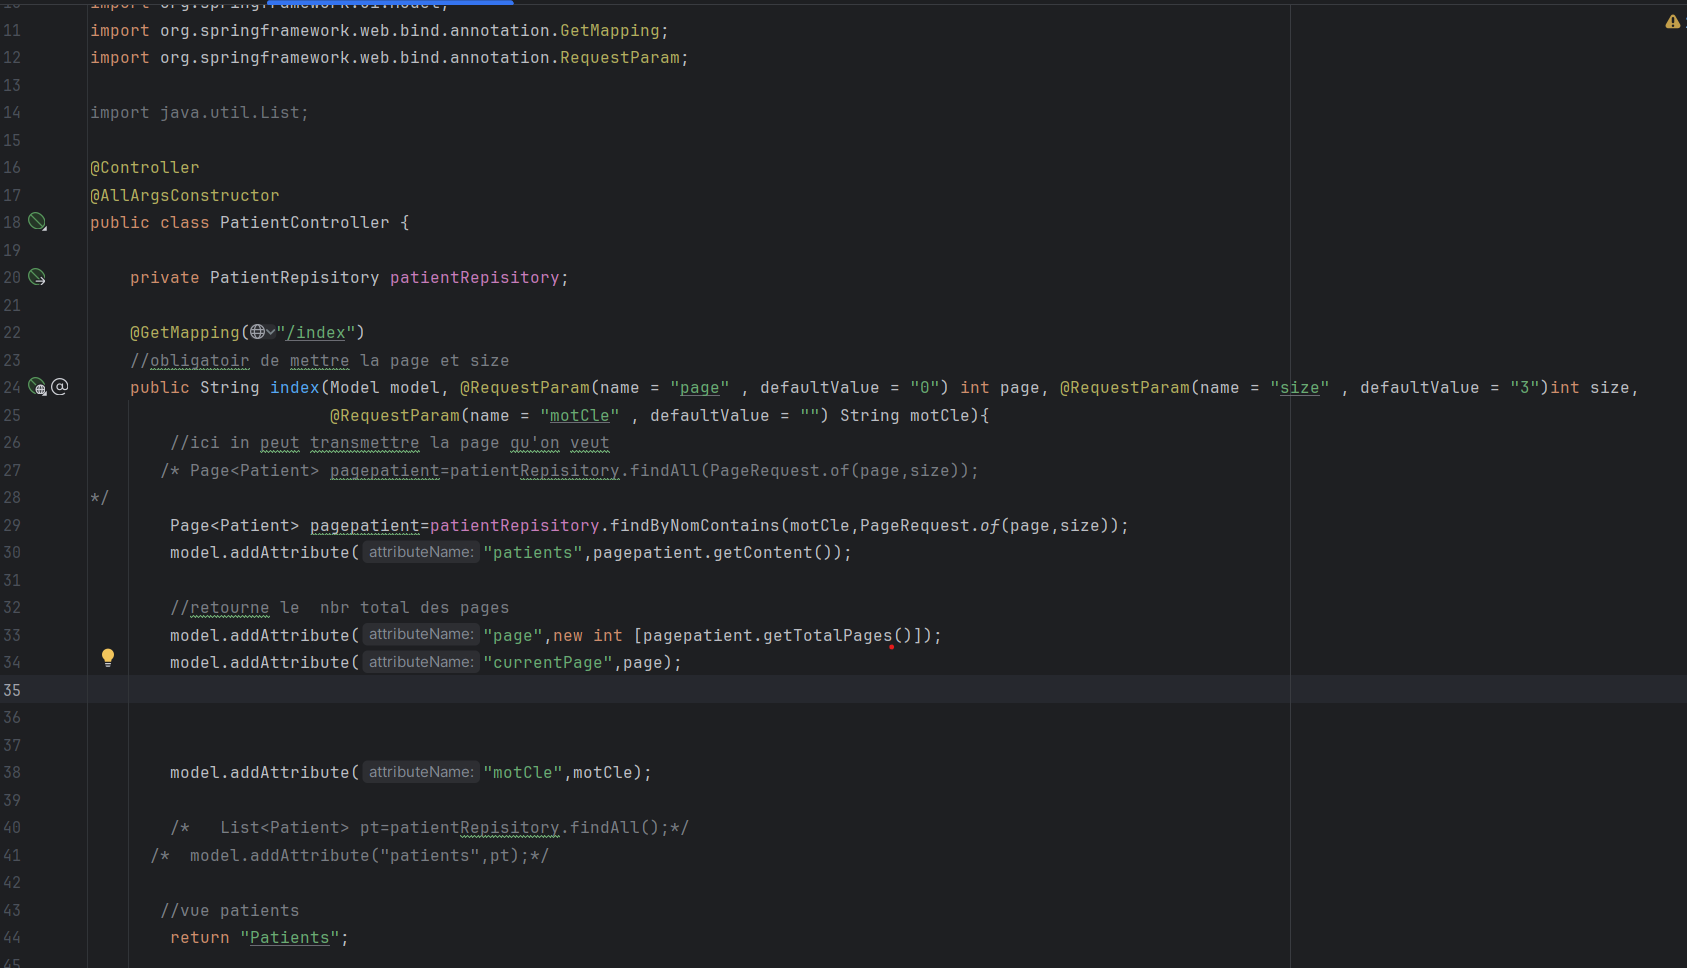 10 import org.springframework.ui.Model;
11 import org.springframework.web.bind.annotation.GetMapping;
12 import org.springframework.web.bind.annotation.RequestParam;
13
14 import java.util.List;
15
16 @Controller
17 @AllArgsConstructor
18 public class PatientController {
19
20 private PatientRepisitory patientRepisitory;
21
22 @GetMapping("/index")
23 //obligatoir de mettre la page et size
24 public String index(Model model, @RequestParam(name = "page" , defaultValue = "0") int page, @RequestParam(name = "size" , defaultValue = "3")int size,
25 @RequestParam(name = "motCle" , defaultValue = "") String motCle){
26 //ici in peut transmettre la page qu'on veut
27 /* Page<Patient> pagepatient=patientRepisitory.findAll(PageRequest.of(page,size));
28 */
29 Page<Patient> pagepatient=patientRepisitory.findByNomContains(motCle,PageRequest.of(page,size));
30 model.addAttribute( attributeName: "patients",pagepatient.getContent());
31
32 //retourne le  nbr total des pages
33 model.addAttribute( attributeName: "page",new int [pagepatient.getTotalPages()]);
34 model.addAttribute( attributeName: "currentPage",page);
35
36
37
38 model.addAttribute( attributeName: "motCle",motCle);
39
40 /*   List<Patient> pt=patientRepisitory.findAll();*/
41 /*  model.addAttribute("patients",pt);*/
42
43 //vue patients
44 return "Patients";
45